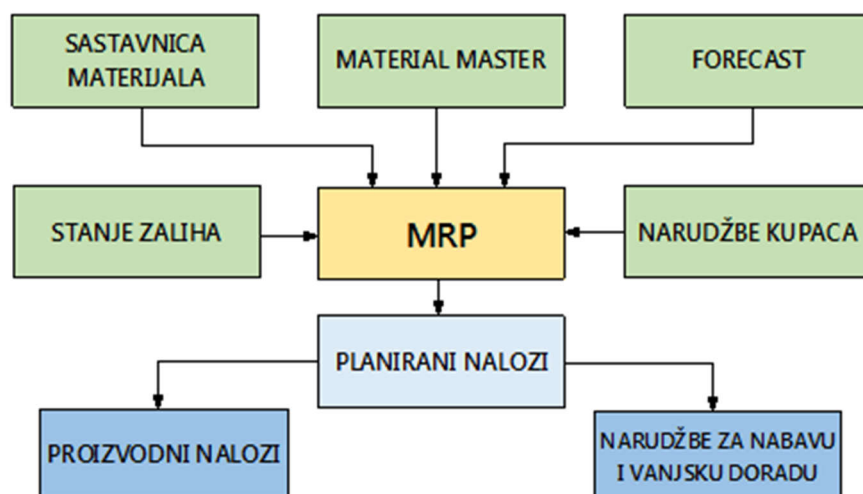 SASTAVNICA
MATERIJALA
MATERIAL MASTER
FORECAST
STANJE ZALIHA
MRP
NARUDŽBE KUPACA
PLANIRANI NALOZI
PROIZVODNI NALOZI
NARUDŽBE ZA NABAVU
I VANJSKU DORADU